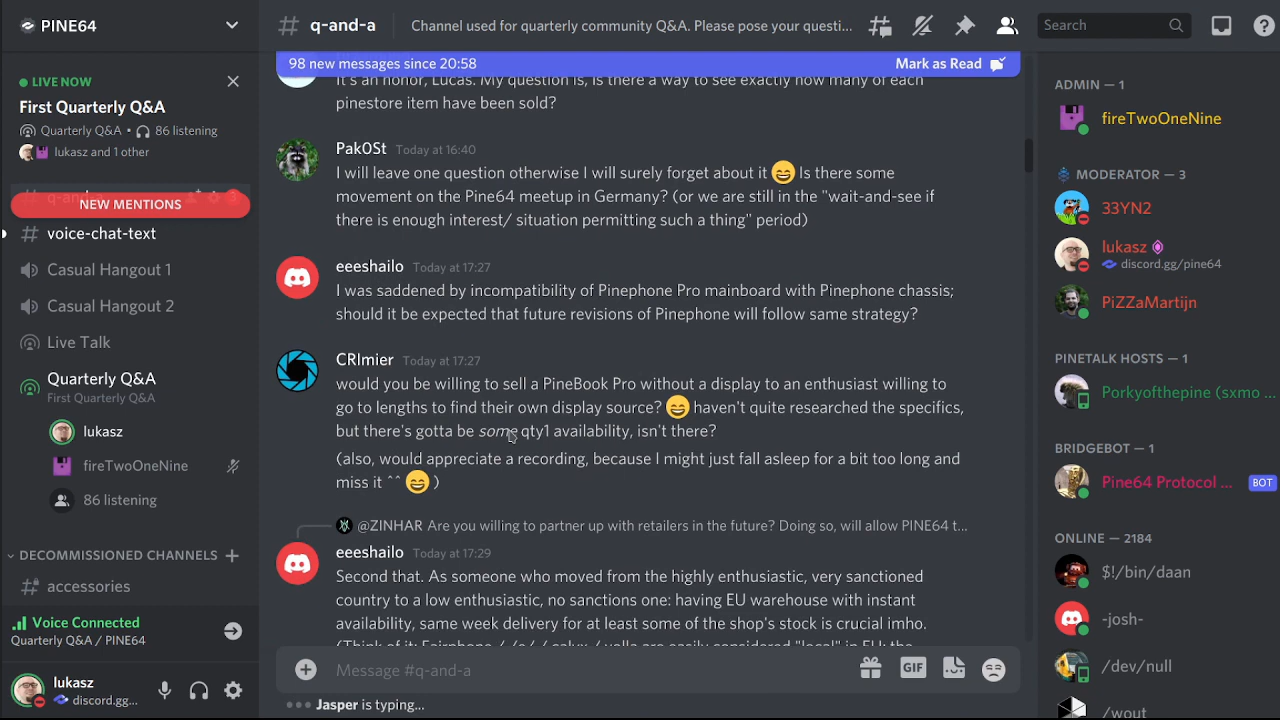 PINE64
q-and-a
Channel used for quarterly community Q&A. Please pose your questi...
Search
LIVE NOW
First Quarterly Q&A
Quarterly Q&A • 86 listening
lukasz and 1 other
q-and-a 3
NEW MENTIONS
voice-chat-text
Casual Hangout 1
Casual Hangout 2
Live Talk
Quarterly Q&A
First Quarterly Q&A
lukasz
fireTwoOneNine
86 listening
DECOMMISSIONED CHANNELS
accessories
Voice Connected
Quarterly Q&A / PINE64
lukasz
discord.gg...
98 new messages since 20:58
Mark as Read
It's an honor, Lucas. My question is, is there a way to see exactly how many of each
pinestore item have been sold?
Pak0St Today at 16:40
I will leave one question otherwise I will surely forget about it 😄 Is there some
movement on the Pine64 meetup in Germany? (or we are still in the "wait-and-see if
there is enough interest/ situation permitting such a thing" period)
eeeshailo Today at 17:27
I was saddened by incompatibility of Pinephone Pro mainboard with Pinephone chassis;
should it be expected that future revisions of Pinephone will follow same strategy?
CRImier Today at 17:27
would you be willing to sell a PineBook Pro without a display to an enthusiast willing to
go to lengths to find their own display source? 😄 haven't quite researched the specifics,
but there's gotta be some qty1 availability, isn't there?
(also, would appreciate a recording, because I might just fall asleep for a bit too long and
miss it ^^ 😄 )
@ZINHAR Are you willing to partner up with retailers in the future? Doing so, will allow PINE64 t...
eeeshailo Today at 17:29
Second that. As someone who moved from the highly enthusiastic, very sanctioned
country to a low enthusiastic, no sanctions one: having EU warehouse with instant
availability, same week delivery for at least some of the shop's stock is crucial imho.
Message #q-and-a
GIF
Jasper is typing...
ADMIN — 1
fireTwoOneNine
MODERATOR — 3
33YN2
lukasz
discord.gg/pine64
PiZZaMartijn
PINETALK HOSTS — 1
Porkyofthepine (sxmo ...
BRIDGEBOT — 1
Pine64 Protocol ... BOT
ONLINE — 2184
$!/bin/daan
-josh-
/dev/null
/wout